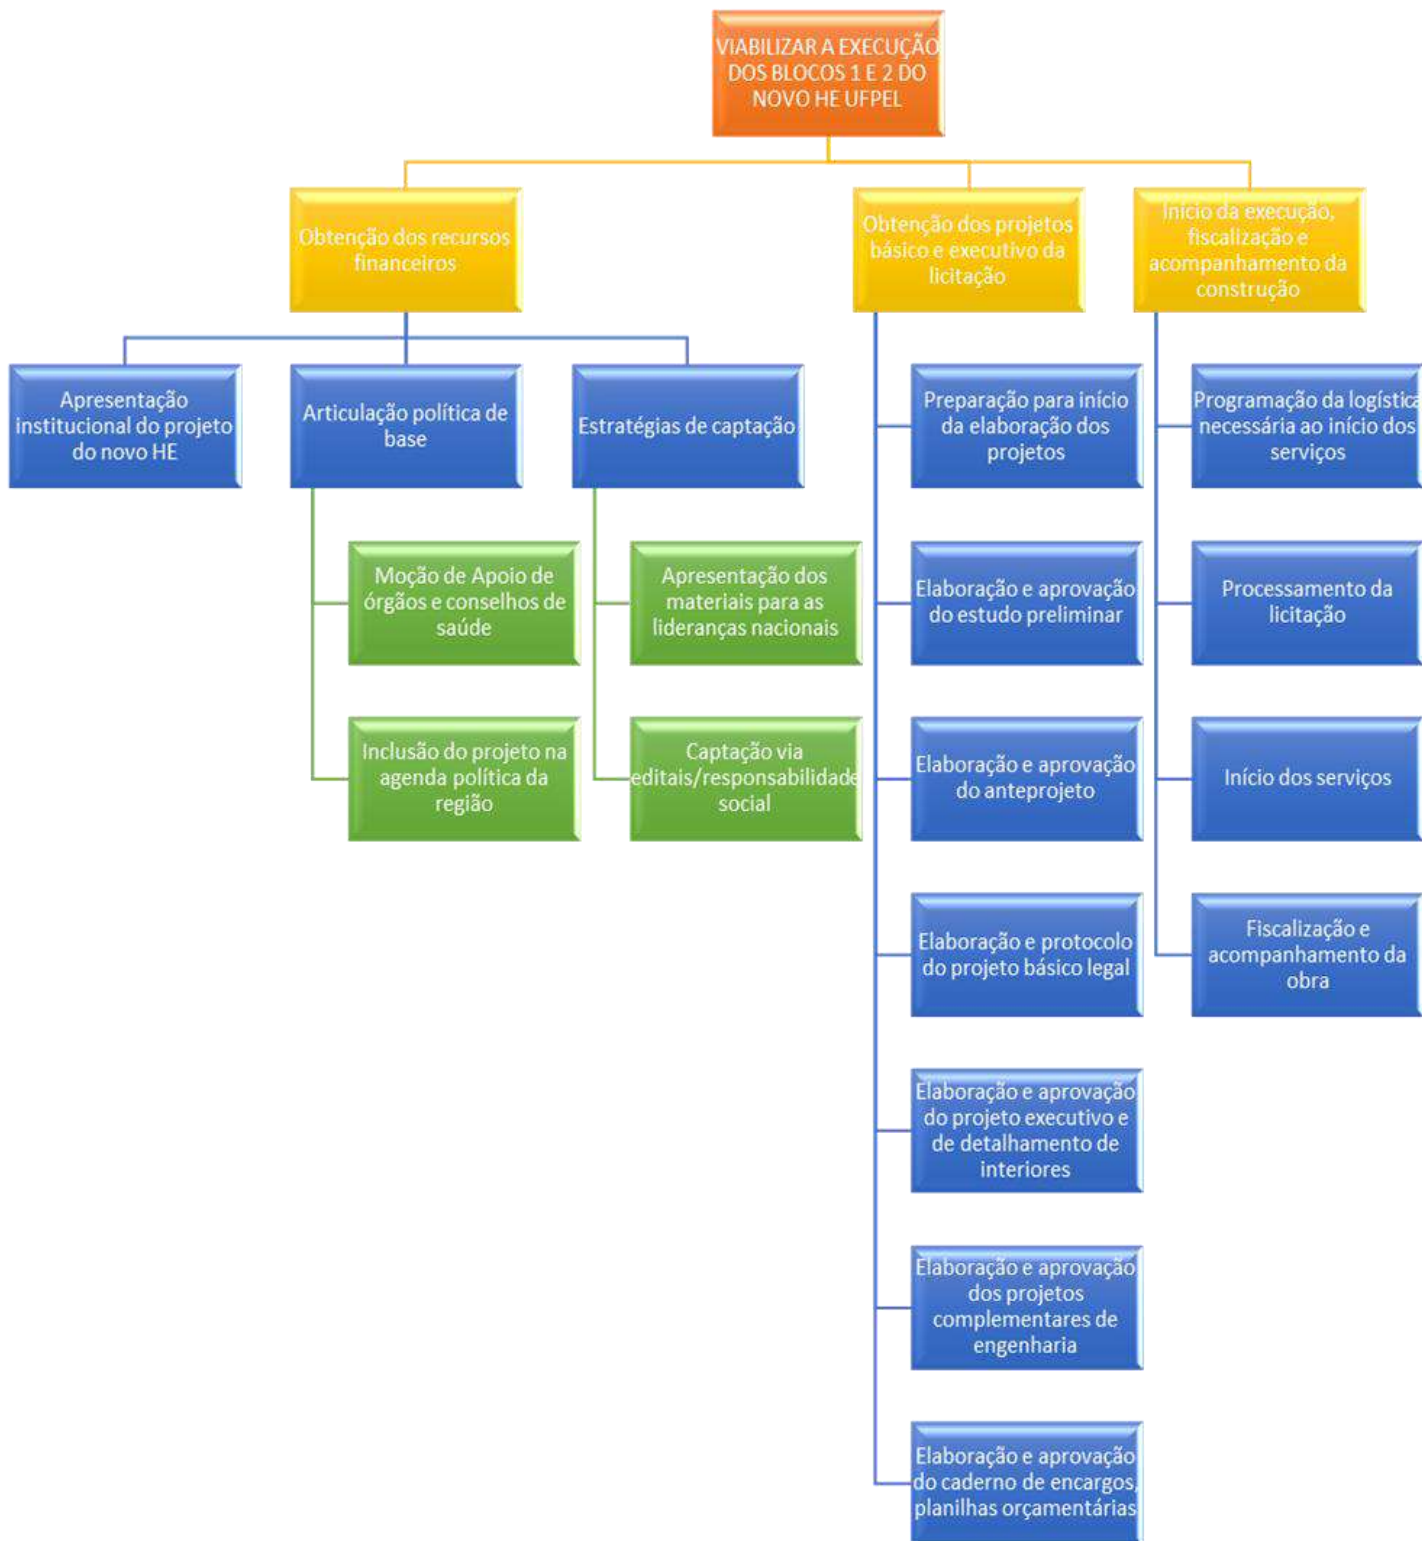 VIABILIZAR A EXECUÇÃO
DOS BLOCOS 1 E 2 DO
NOVO HE UFPEL
Obtenção dos recursos
financeiros
Obtenção dos projetos
básico e executivo da
licitação
Início da execução,
fiscalização e
acompanhamento da
construção
Apresentação
institucional do projeto
do novo HE
Articulação política de
base
Estratégias de captação
Preparação para início
da elaboração dos
projetos
Programação da logística
necessária ao início dos
serviços
Moção de Apoio de
órgãos e conselhos de
saúde
Apresentação dos
materiais para as
lideranças nacionais
Elaboração e aprovação
do estudo preliminar
Processamento da
licitação
Inclusão do projeto na
agenda política da
região
Captação via
editais/responsabilidade
social
Elaboração e aprovação
do anteprojeto
Início dos serviços
Elaboração e protocolo
do projeto básico legal
Fiscalização e
acompanhamento da
obra
Elaboração e aprovação
do projeto executivo e
de detalhamento de
interiores
Elaboração e aprovação
dos projetos
complementares de
engenharia
Elaboração e aprovação
do caderno de encargos,
planilhas orçamentárias